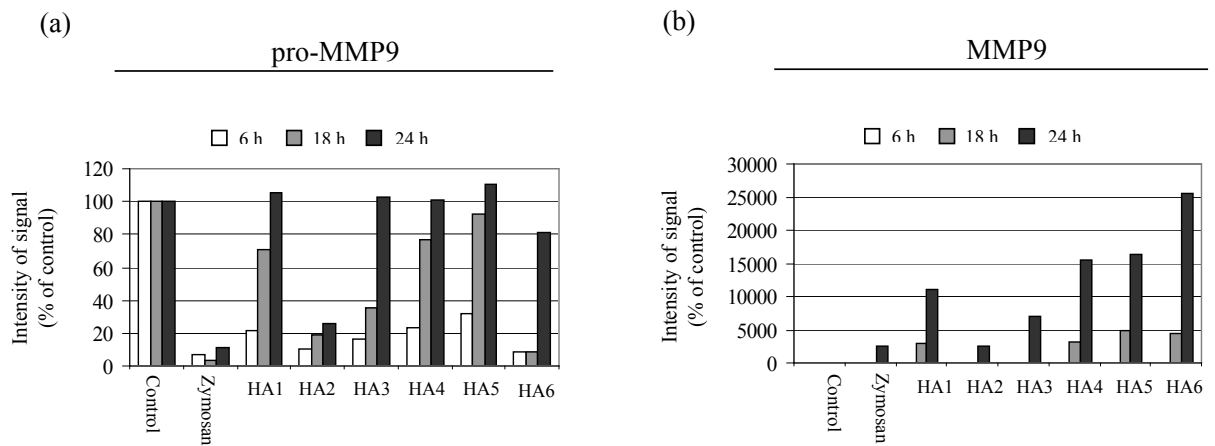 (a)
pro-MMP9
6 h 18 h 24 h
Intensity of signal
(% of control)
120
100
80
60
40
20
0
Control Zymosan HA1 HA2 HA3 HA4 HA5 HA6
(b)
MMP9
6 h 18 h 24 h
Intensity of signal
(% of control)
30000
25000
20000
15000
10000
5000
0
Control Zymosan HA1 HA2 HA3 HA4 HA5 HA6